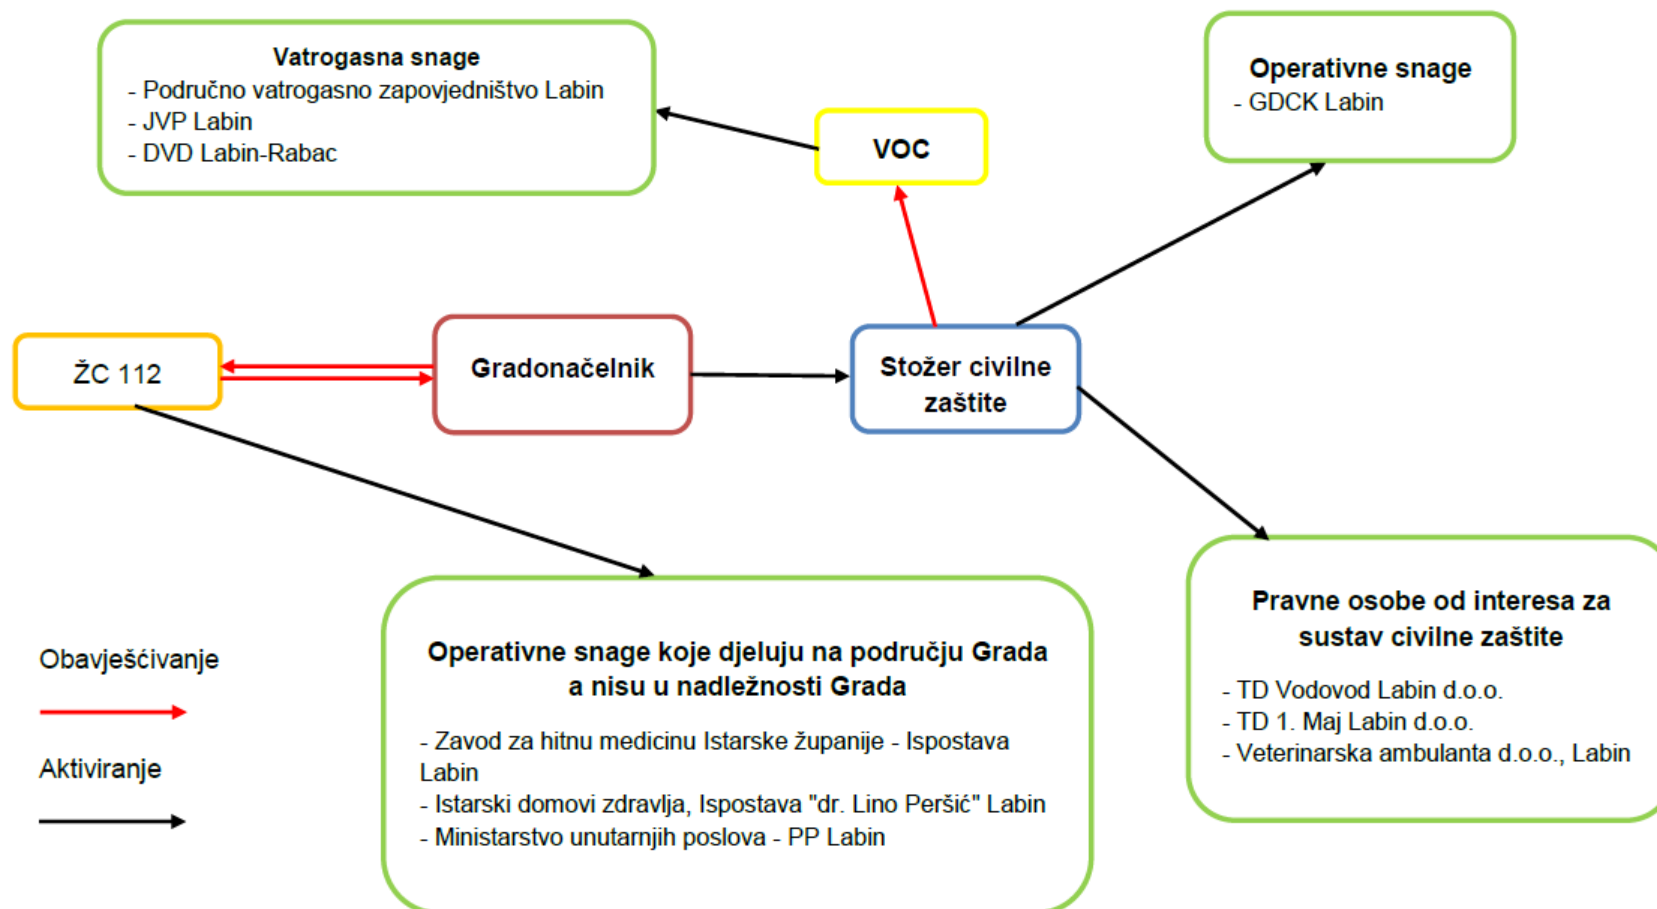 Vatrogasna snage
- Područno vatrogasno zapovjedništvo Labin
- JVP Labin
- DVD Labin-Rabac
VOC
Operativne snage
- GDCK Labin
ŽC 112
Gradonačelnik
Stožer civilne
zaštite
Obavješćivanje
Aktiviranje
Operativne snage koje djeluju na području Grada
a nisu u nadležnosti Grada
- Zavod za hitnu medicinu Istarske županije - Ispostava
Labin
- Istarski domovi zdravlja, Ispostava "dr. Lino Peršić" Labin
- Ministarstvo unutarnjih poslova - PP Labin
Pravne osobe od interesa za
sustav civilne zaštite
- TD Vodovod Labin d.o.o.
- TD 1. Maj Labin d.o.o.
- Veterinarska ambulanta d.o.o., Labin